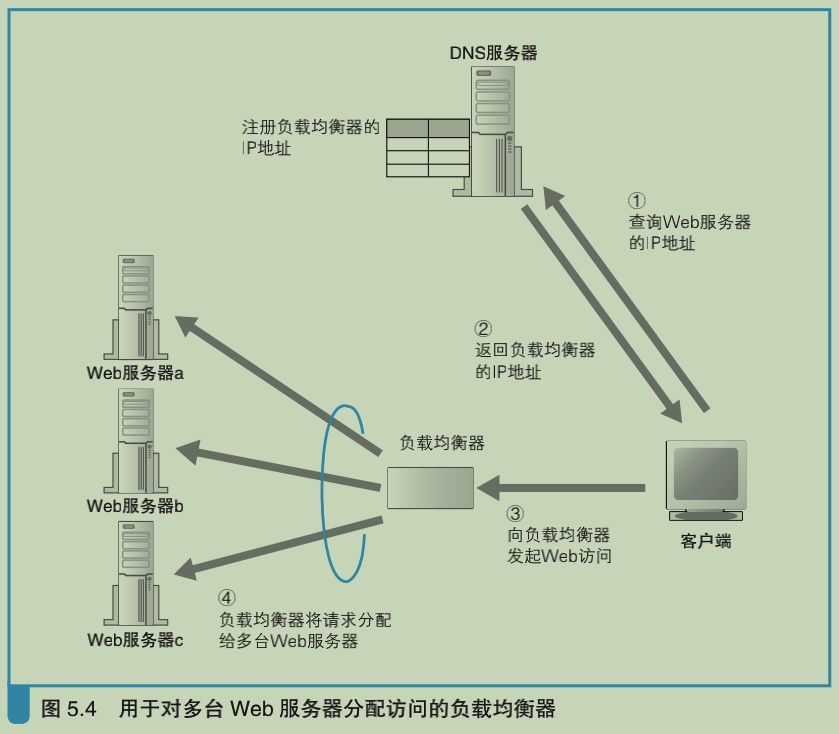 DNS服务器
注册负载均衡器的
IP地址
①
查询Web服务器
的IP地址
②
返回负载均衡器
的IP地址
Web服务器a
负载均衡器
Web服务器b
③
向负载均衡器
发起Web访问
客户端
④
负载均衡器将请求分配
给多台Web服务器
Web服务器c
图 5.4 用于对多台 Web 服务器分配访问的负载均衡器